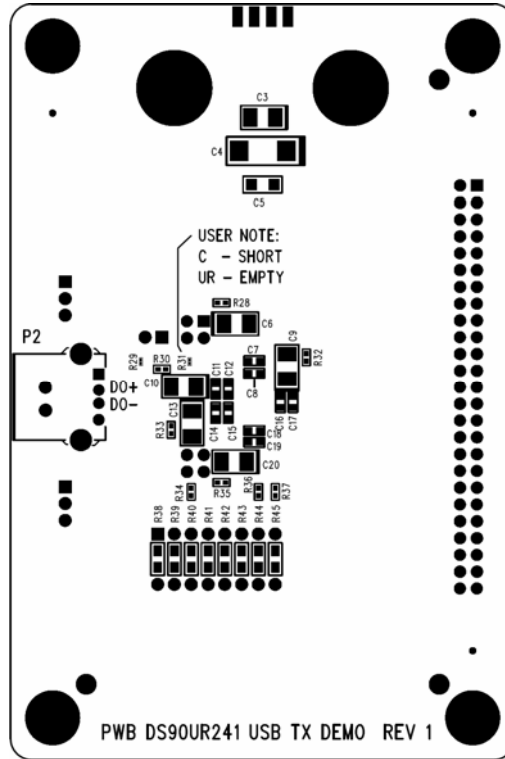 C3
C4
C5
USER NOTE:
C - SHORT
UR - EMPTY
R28
C6
P2
R29
R30
R31
C7
C9
R32
C10
C11
C12
C8
DO+
DO-
C13
C16
C17
R33
C14
C15
C18
C19
C20
R34
R35
R36
R37
R38
R39
R40
R41
R42
R43
R44
R45
PWB DS90UR241 USB TX DEMO REV 1